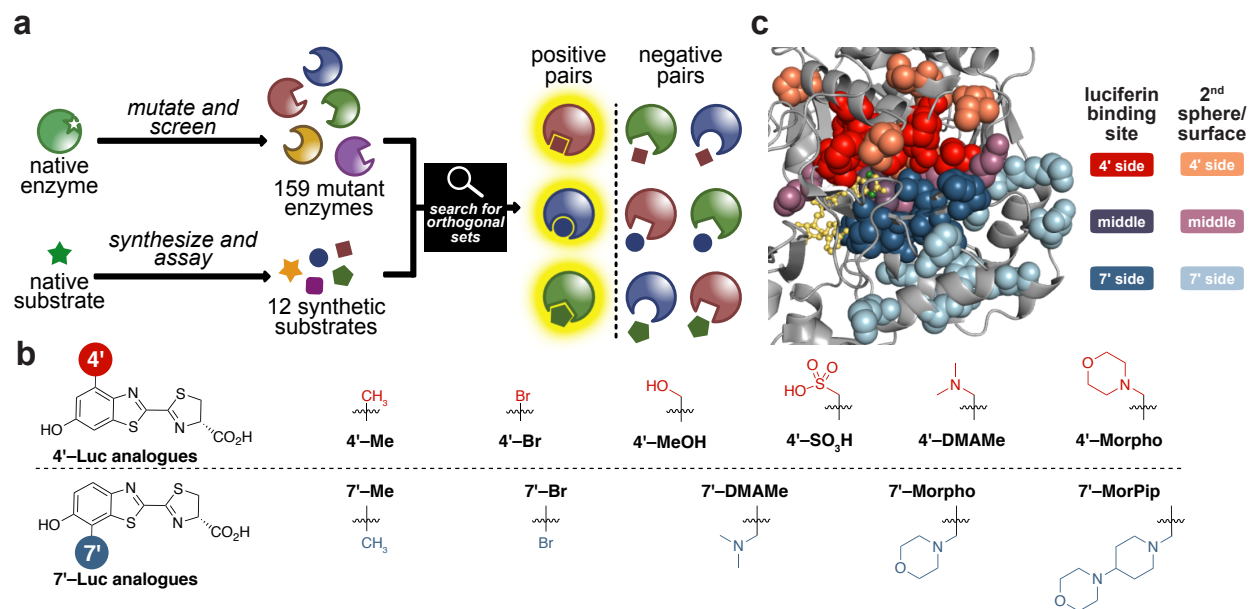 a
native
enzyme
mutate and
screen
159 mutant
enzymes
native
substrate
synthesize and
assay
12 synthetic
substrates
search for
orthogonal
sets
positive
pairs
negative
pairs
c
luciferin
binding
site
2nd
sphere/
surface
4' side
4' side
middle
middle
7' side
7' side
b
4'
N
S
S
N
HO
CO2H
4'–Luc analogues
CH3
4'–Me
Br
4'–Br
HO
4'–MeOH
O
O
HO
S
4'–SO3H
N
4'–DMAMe
O
N
4'–Morpho
N
S
S
N
HO
CO2H
7'
7'–Luc analogues
7'–Me
CH3
7'–Br
Br
7'–DMAMe
N
7'–Morpho
N
O
7'–MorPip
N
N
O